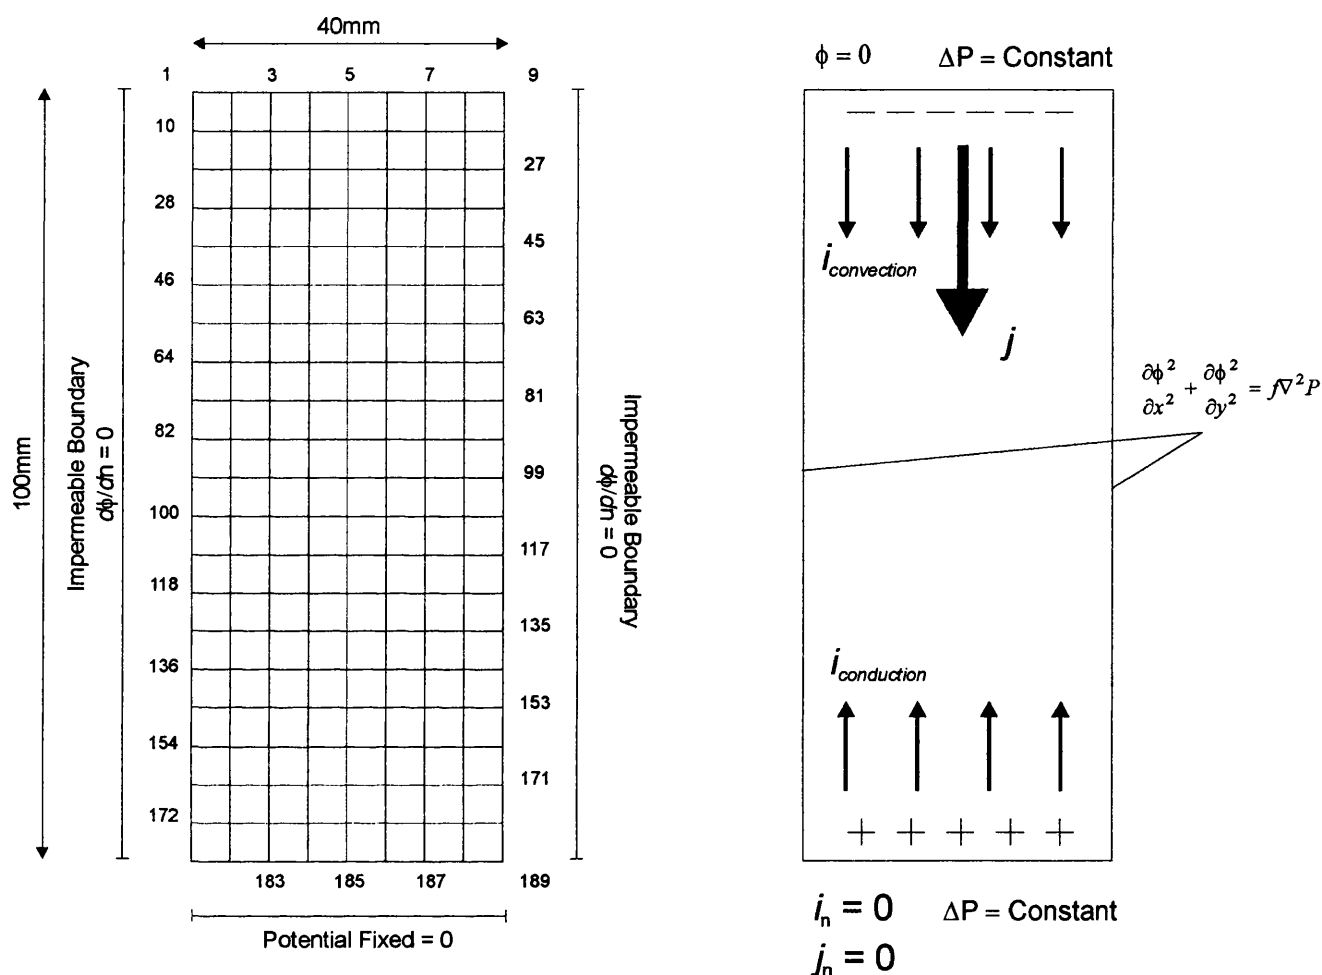 40mm
1 3 5 7 9
10
27
28
45
46
63
64
81
82
99
100
117
118
135
136
153
154
171
172
183 185 187 189
100mm
Impermeable Boundary
dϕ/dn = 0
Impermeable Boundary
dϕ/dn = 0
Potential Fixed = 0
ϕ = 0 ΔP = Constant
— — — — — —
i_convection
j
∂ϕ²/∂x² + ∂ϕ²/∂y² = f∇²P
i_conduction
+ + + + +
i_n = 0 ΔP = Constant
j_n = 0